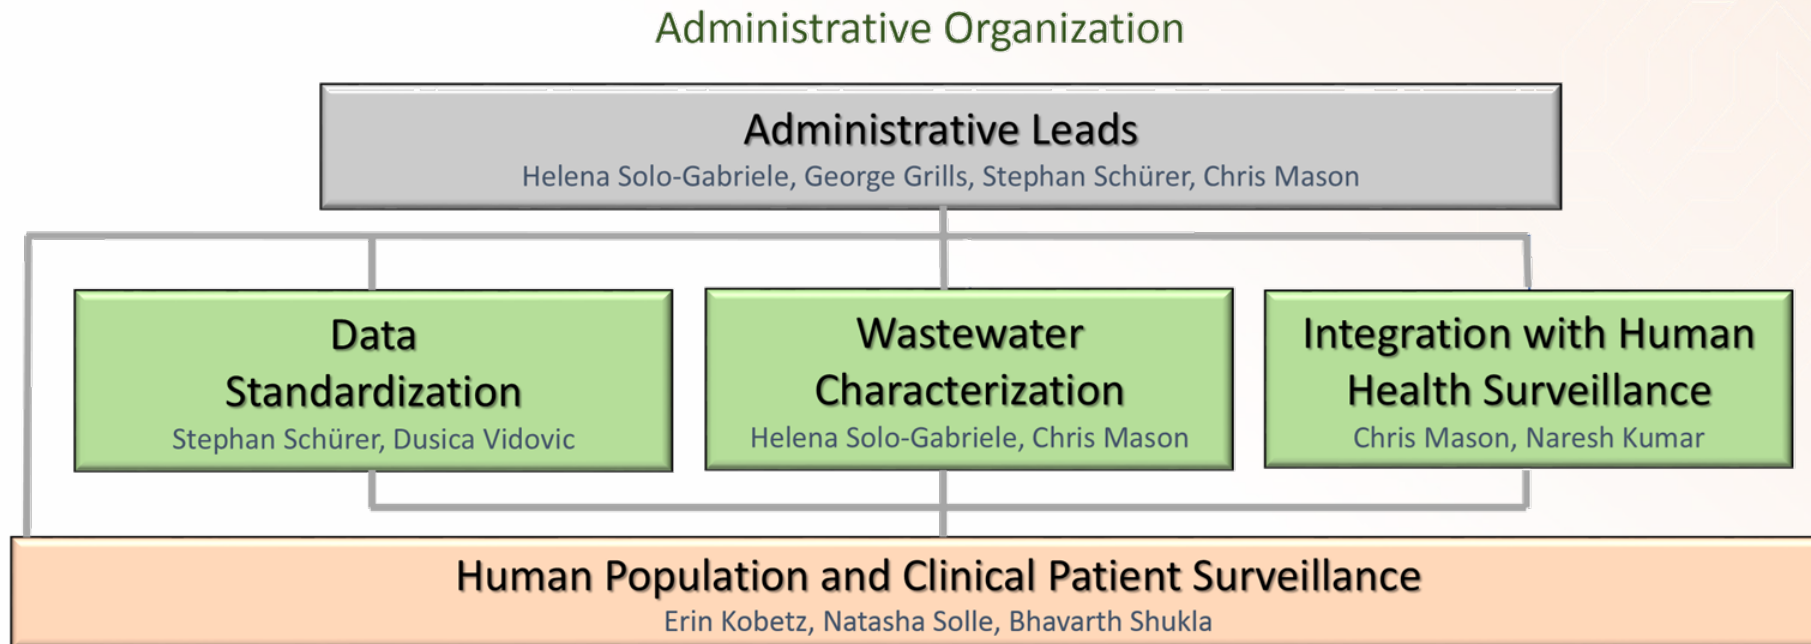 Administrative Organization
Administrative Leads
Helena Solo-Gabriele, George Grills, Stephan Schürer, Chris Mason
Data
Standardization
Stephan Schürer, Dusica Vidovic
Wastewater
Characterization
Helena Solo-Gabriele, Chris Mason
Integration with Human
Health Surveillance
Chris Mason, Naresh Kumar
Human Population and Clinical Patient Surveillance
Erin Kobetz, Natasha Solle, Bhavarth Shukla